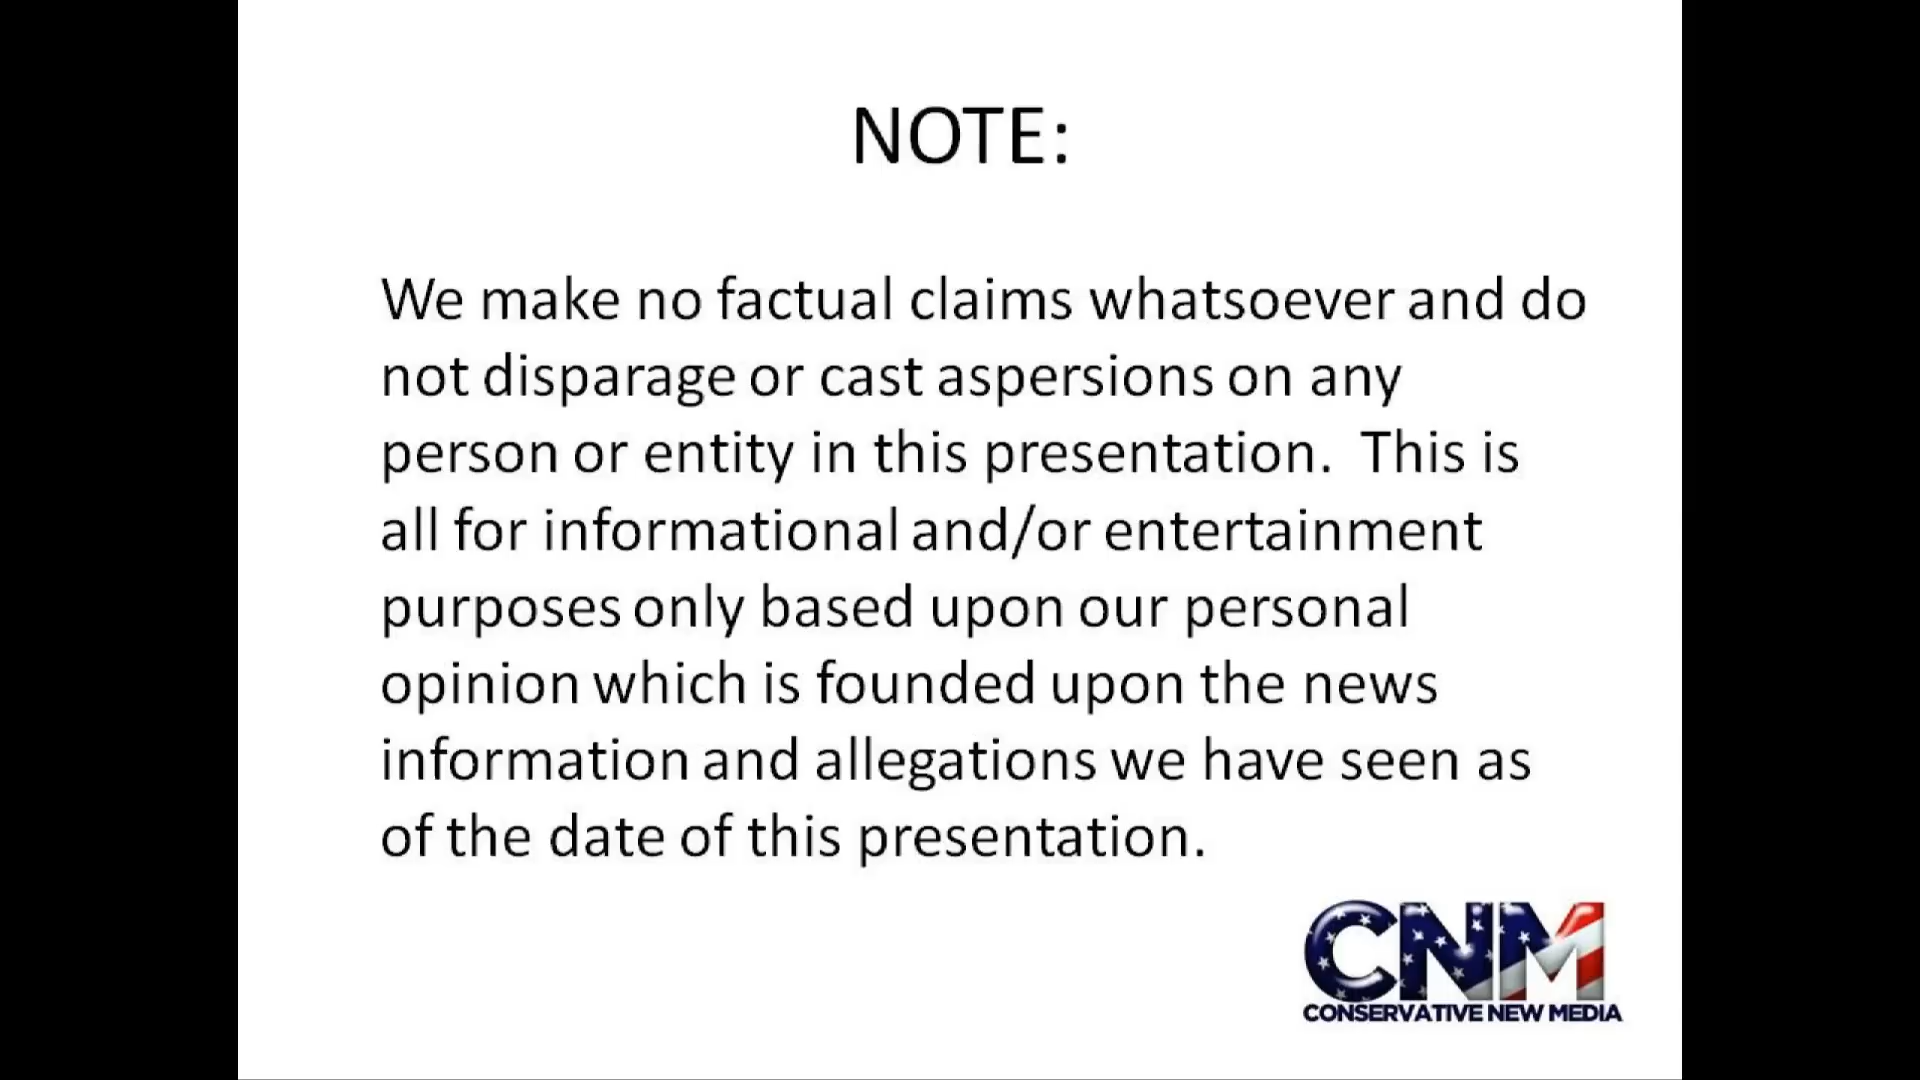 NOTE:
We make no factual claims whatsoever and do
not disparage or cast aspersions on any
person or entity in this presentation.  This is
all for informational and/or entertainment
purposes only based upon our personal
opinion which is founded upon the news
information and allegations we have seen as
of the date of this presentation.
CNM
CONSERVATIVE NEW MEDIA